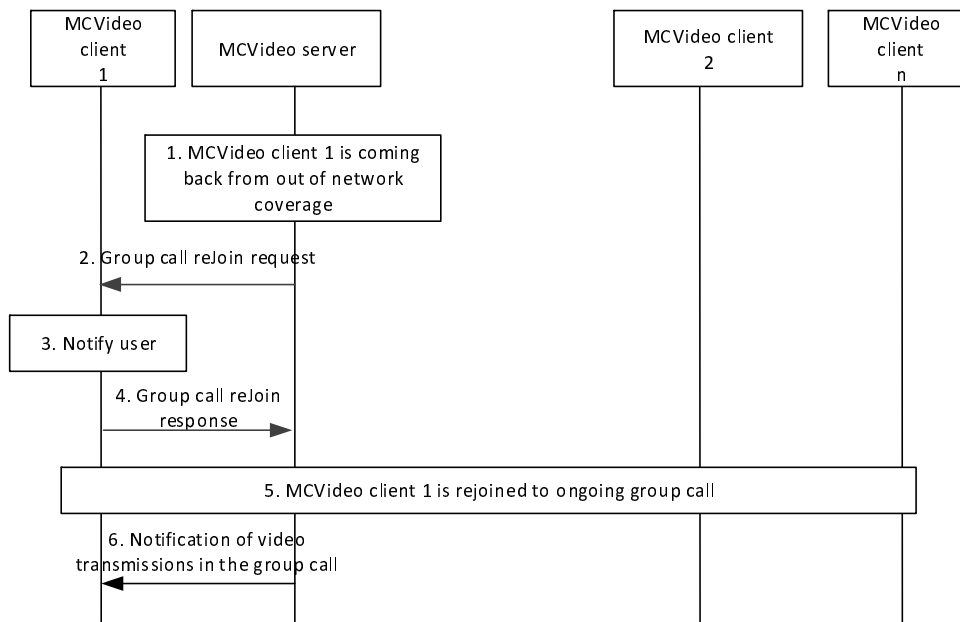 MCVideo
client
1
MCVideo server
MCVideo client
2
MCVideo
client
n
1. MCVideo client 1 is coming
back from out of network
coverage
2. Group call reJoin request
3. Notify user
4. Group call reJoin
response
5. MCVideo client 1 is rejoined to ongoing group call
6. Notification of video
transmissions in the group call